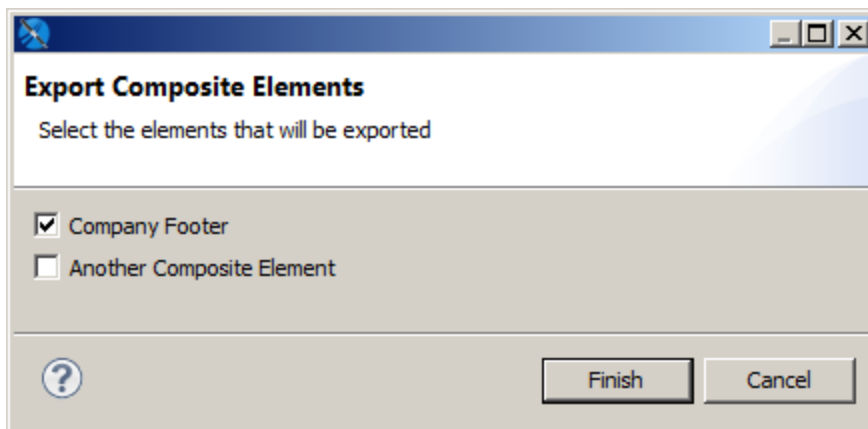 Export Composite Elements
Select the elements that will be exported
Company Footer
Another Composite Element
?
Finish Cancel